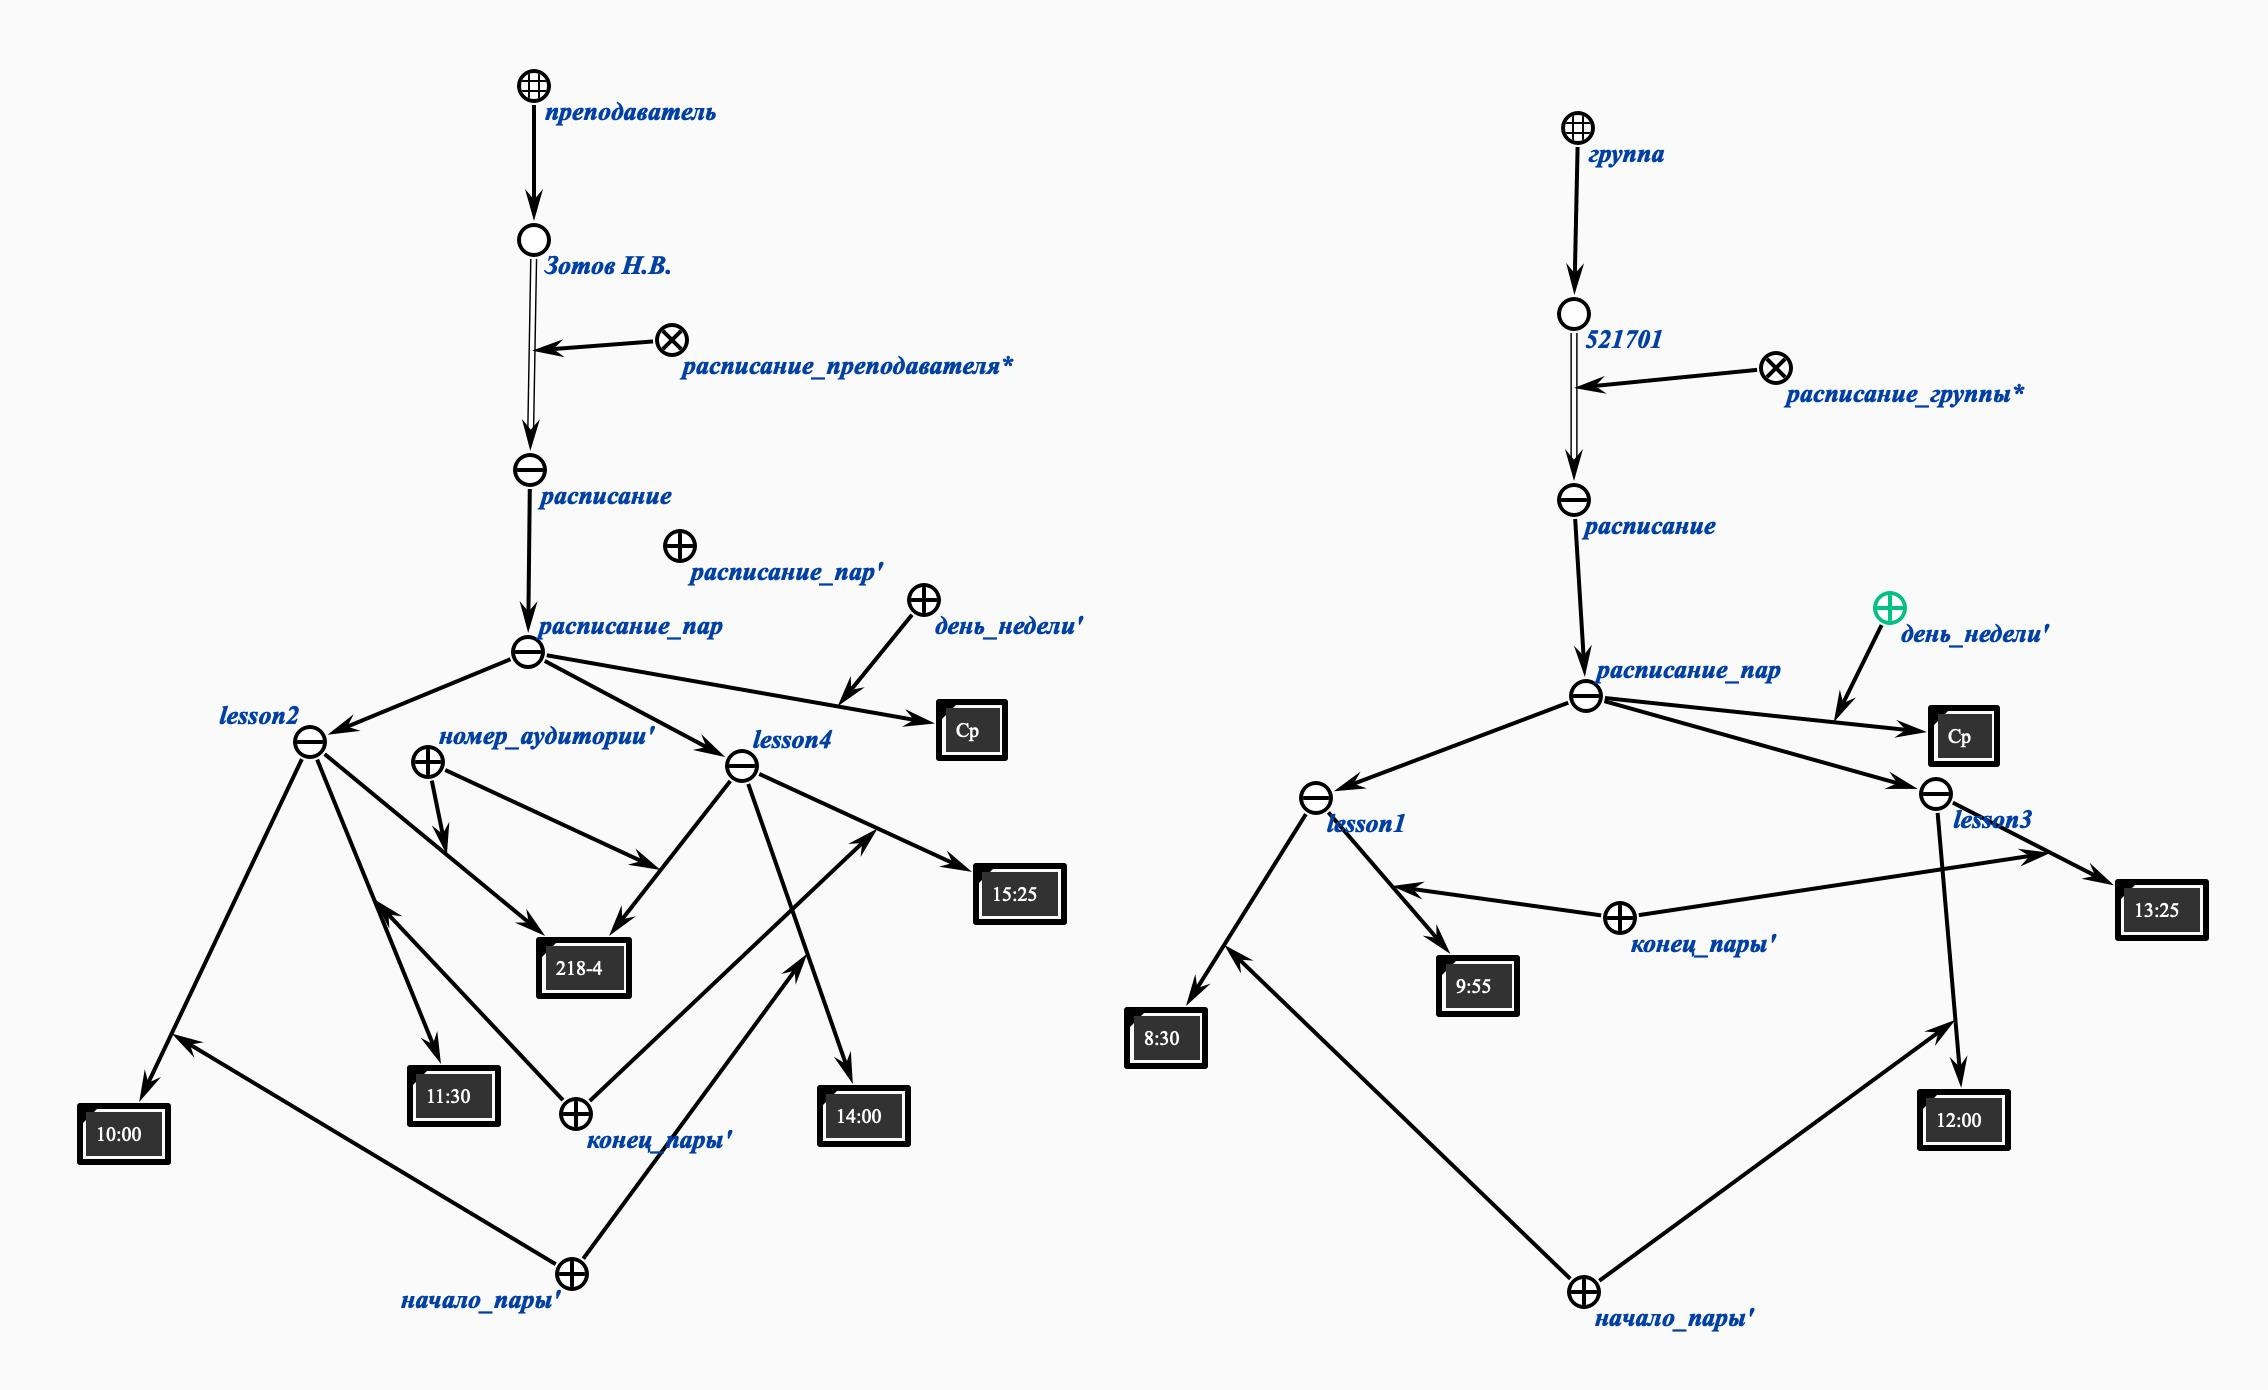 преподаватель
Зотов Н.В.
расписание_преподавателя*
расписание
расписание_пар'
расписание_пар
день_недели'
Ср
lesson2
номер_аудитории'
lesson4
15:25
218-4
11:30
14:00
10:00
конец_пары'
начало_пары'
группа
521701
расписание_группы*
расписание
день_недели'
расписание_пар
Ср
lesson1
lesson3
13:25
конец_пары'
9:55
8:30
12:00
начало_пары'